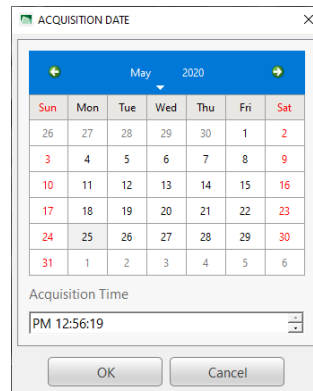 ACQUISITION DATE
May 2020
Sun Mon Tue Wed Thu Fri Sat
26 27 28 29 30 1 2
3 4 5 6 7 8 9
10 11 12 13 14 15 16
17 18 19 20 21 22 23
24 25 26 27 28 29 30
31 1 2 3 4 5 6
Acquisition Time
PM 12:56:19
OK Cancel